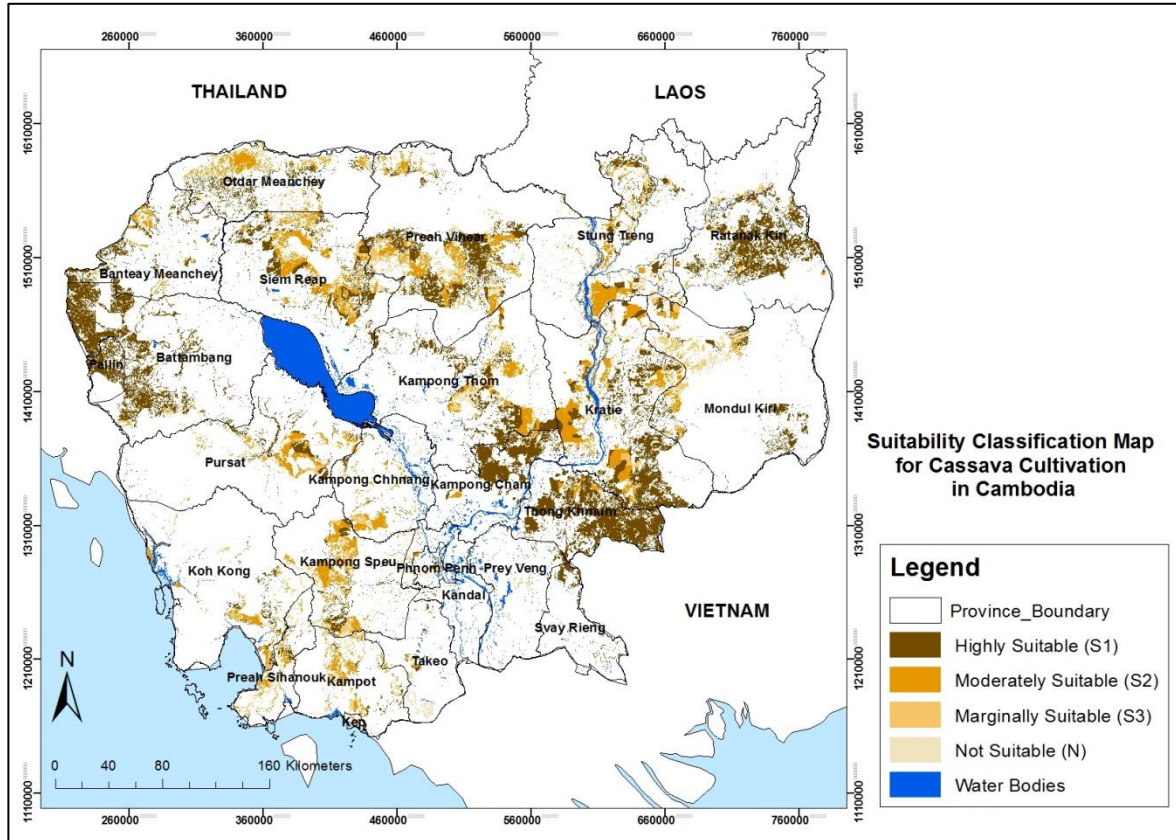 260000 360000 460000 560000 660000 760000
THAILAND
LAOS
1610000
1610000
Otdar Meanchey
Preah Vihear
Stung Treng
Ratanak Kiri
1510000
1510000
Banteay Meanchey
Siem Reap
Pailin
Battambang
Kampong Thom
Kratie
Mondul Kiri
1410000
1410000
Pursat
Kampong Chhnang
Kampong Cham
Suitability Classification Map
for Cassava Cultivation
in Cambodia
Tbong Khmum
1310000
1310000
Koh Kong
Kampong Speu
Phnom Penh
Prey Veng
Kandal
VIETNAM
Svay Rieng
Takeo
1210000
1210000
Preah Sihanouk
Kampot
Kep
N
0 40 80 160 Kilometers
1110000
1110000
260000 360000 460000 560000 660000 760000
Legend
Province_Boundary
Highly Suitable (S1)
Moderately Suitable (S2)
Marginally Suitable (S3)
Not Suitable (N)
Water Bodies